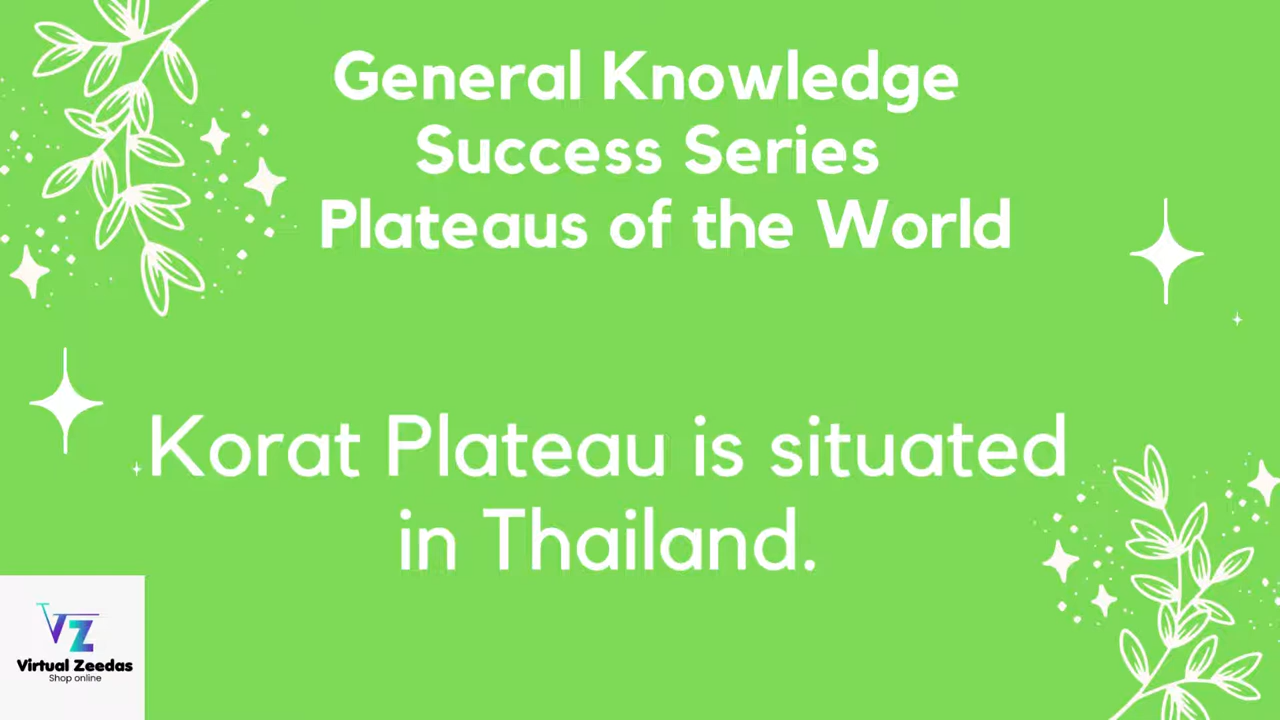 General Knowledge
Success Series
Plateaus of the World
Korat Plateau is situated
in Thailand.
VZ
Virtual Zeedas
Shop online